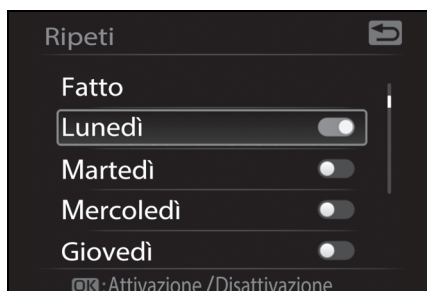 Ripeti
Fatto
Lunedì
Martedì
Mercoledì
Giovedì
OK:Attivazione /Disattivazione